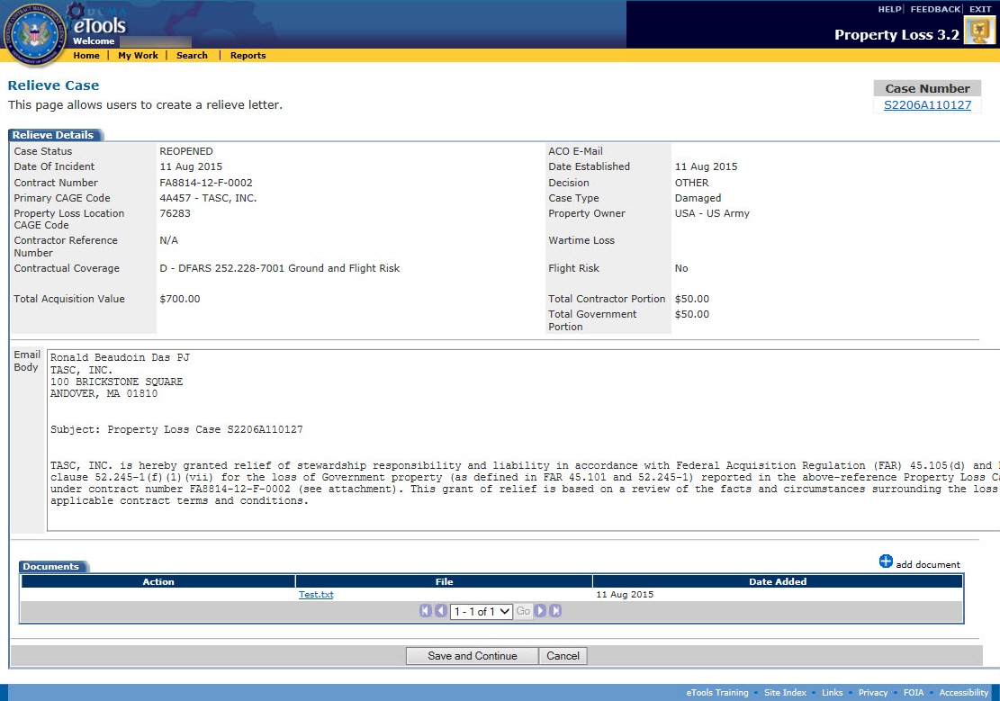 HELP| FEEDBACK| EXIT
DCMA
eTools
Welcome
Property Loss 3.2
Home | My Work | Search | Reports
Relieve Case
This page allows users to create a relieve letter.
Case Number
S2206A110127
Relieve Details
Case Status REOPENED ACO E-Mail
Date Of Incident 11 Aug 2015 Date Established 11 Aug 2015
Contract Number FA8814-12-F-0002 Decision OTHER
Primary CAGE Code 4A457 - TASC, INC. Case Type Damaged
Property Loss Location 76283 Property Owner USA - US Army
CAGE Code
Contractor Reference N/A Wartime Loss
Number
Contractual Coverage D - DFARS 252.228-7001 Ground and Flight Risk Flight Risk No
Total Acquisition Value $700.00 Total Contractor Portion $50.00
Total Government $50.00
Portion
Email
Body
Ronald Beaudoin Das PJ
TASC, INC.
100 BRICKSTONE SQUARE
ANDOVER, MA 01810
Subject: Property Loss Case S2206A110127
TASC, INC. is hereby granted relief of stewardship responsibility and liability in accordance with Federal Acquisition Regulation (FAR) 45.105(d) and
clause 52.245-1(f)(1)(vii) for the loss of Government property (as defined in FAR 45.101 and 52.245-1) reported in the above-reference Property Loss
under contract number FA8814-12-F-0002 (see attachment). This grant of relief is based on a review of the facts and circumstances surrounding the loss
applicable contract terms and conditions.
add document
Documents
Action File Date Added
Test.txt 11 Aug 2015
1 - 1 of 1 Go
Save and Continue Cancel
eTools Training • Site Index • Links • Privacy • FOIA • Accessibility